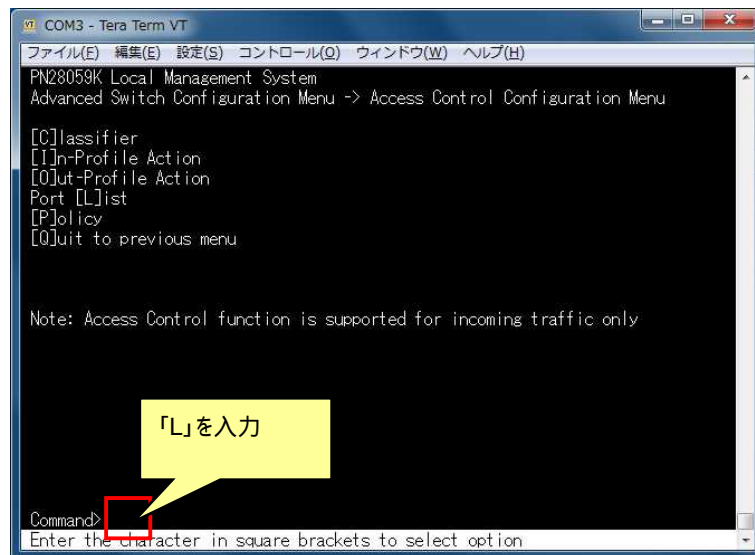 COM3 - Tera Term VT
ファイル(F) 編集(E) 設定(S) コントロール(O) ウィンドウ(W) ヘルプ(H)
PN28059K Local Management System
Advanced Switch Configuration Menu -> Access Control Configuration Menu
[C]lassifier
[I]n-Profile Action
[O]ut-Profile Action
Port [L]ist
[P]olicy
[Q]uit to previous menu
Note: Access Control function is supported for incoming traffic only
「L」を入力
Command>
Enter the character in square brackets to select option